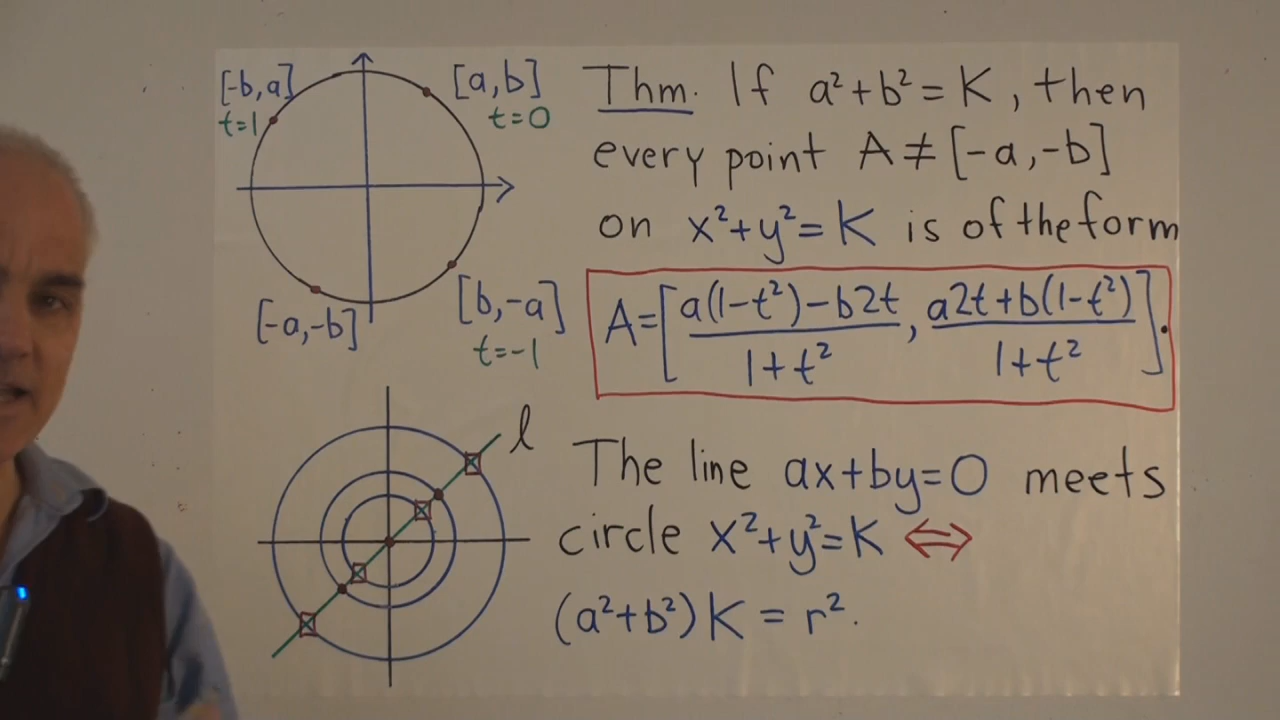 [-b,a]
t=1
[a,b]
t=0
[-a,-b]
[b,-a]
t=-1
Thm. If a²+b²=K, then
every point A≠[-a,-b]
on x²+y²=K is of the form
A=[a(1-t²)-b2t/1+t², a2t+b(1-t²)/1+t²].
l
The line ax+by=0 meets
circle x²+y²=K ⇔
(a²+b²)K=r².